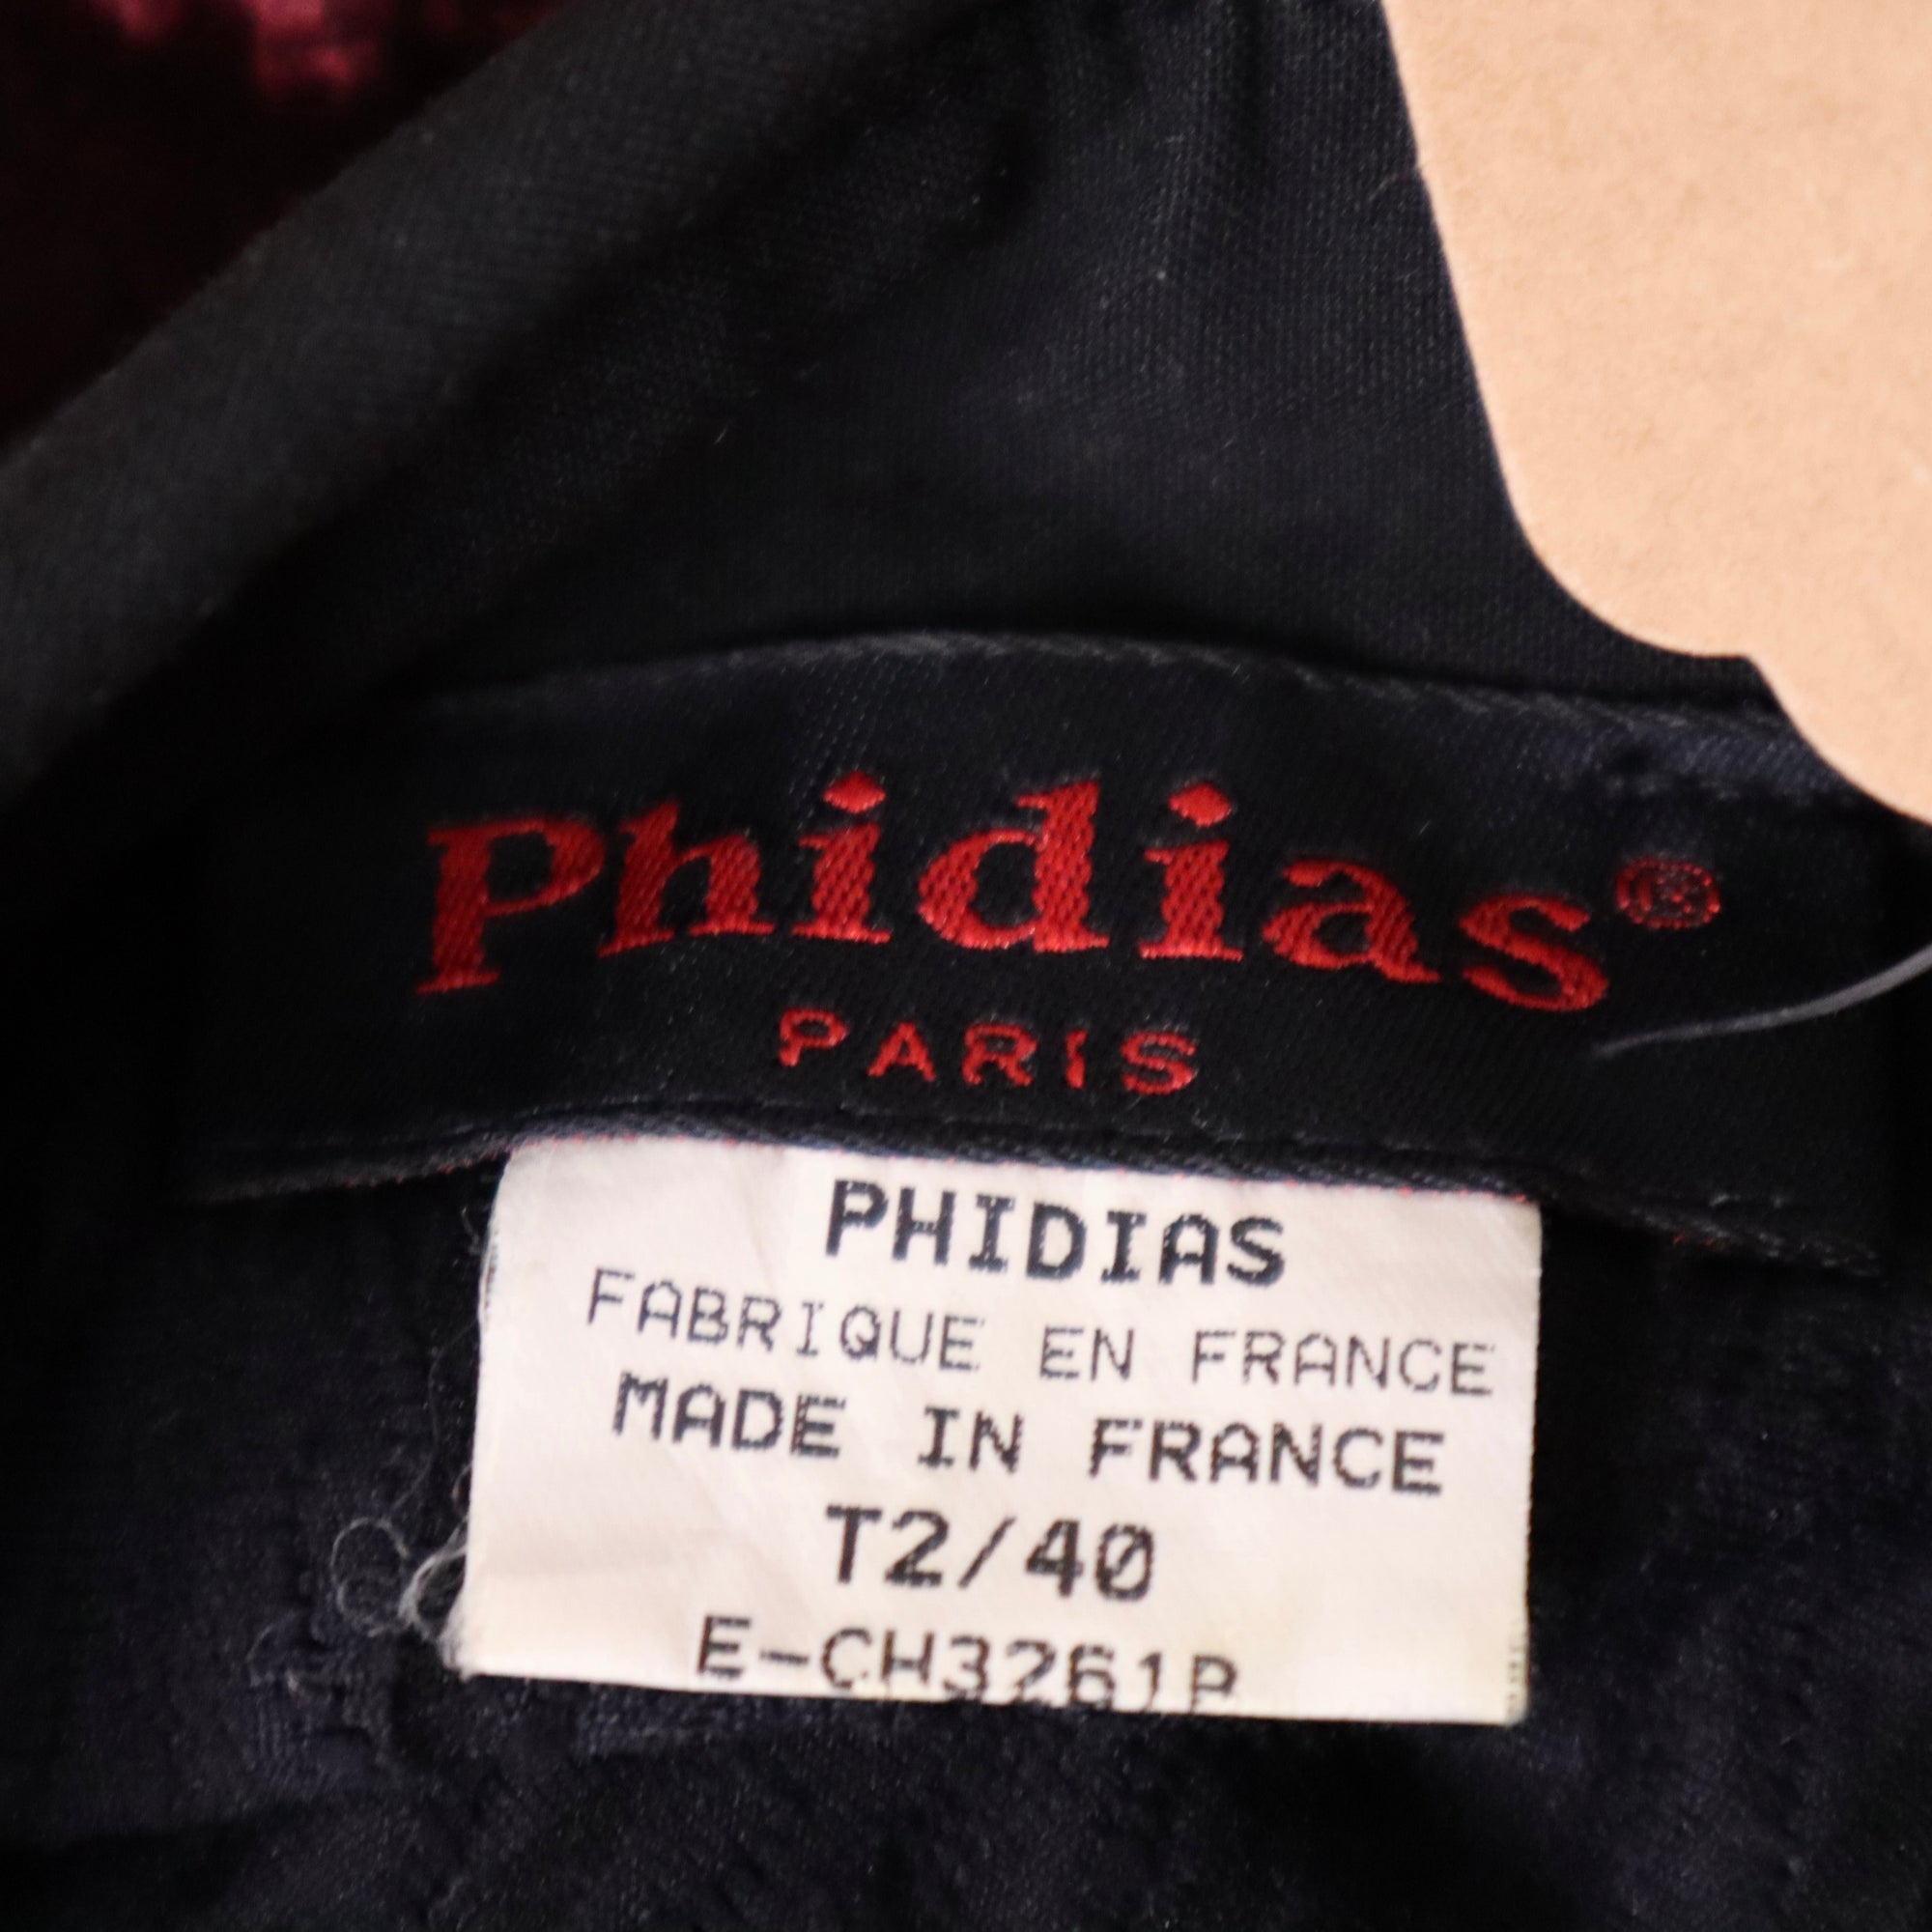 Phidias®
PARIS
PHIDIAS
FABRIQUE EN FRANCE
MADE IN FRANCE
T2/40
E-CH3261P